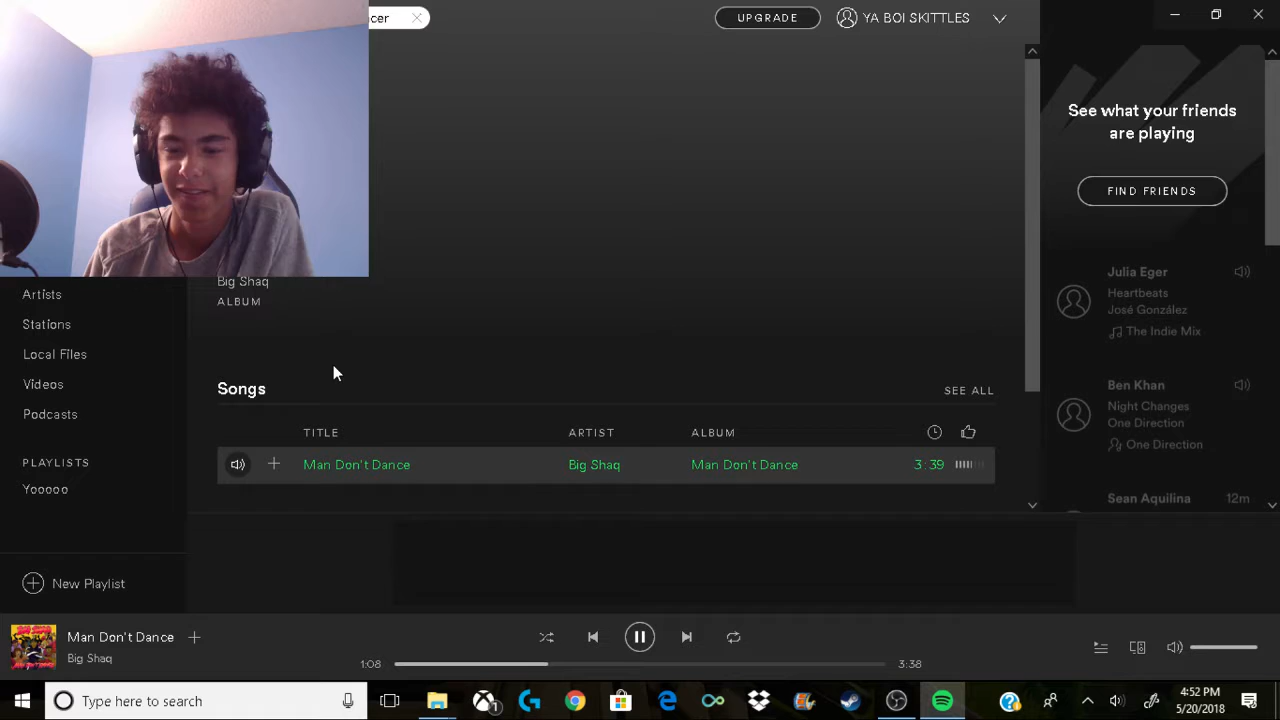 cer
UPGRADE
YA BOI SKITTLES
See what your friends
are playing
FIND FRIENDS
Julia Eger
Heartbeats
José González
The Indie Mix
Ben Khan
Night Changes
One Direction
One Direction
Sean Aquilina 12m
Big Shaq
ALBUM
Artists
Stations
Local Files
Videos
Podcasts
PLAYLISTS
Yooooo
New Playlist
Songs
SEE ALL
TITLE ARTIST ALBUM
Man Don't Dance Big Shaq Man Don't Dance 3:39
Man Don't Dance
Big Shaq
1:08
3:38
Type here to search
4:52 PM
5/20/2018